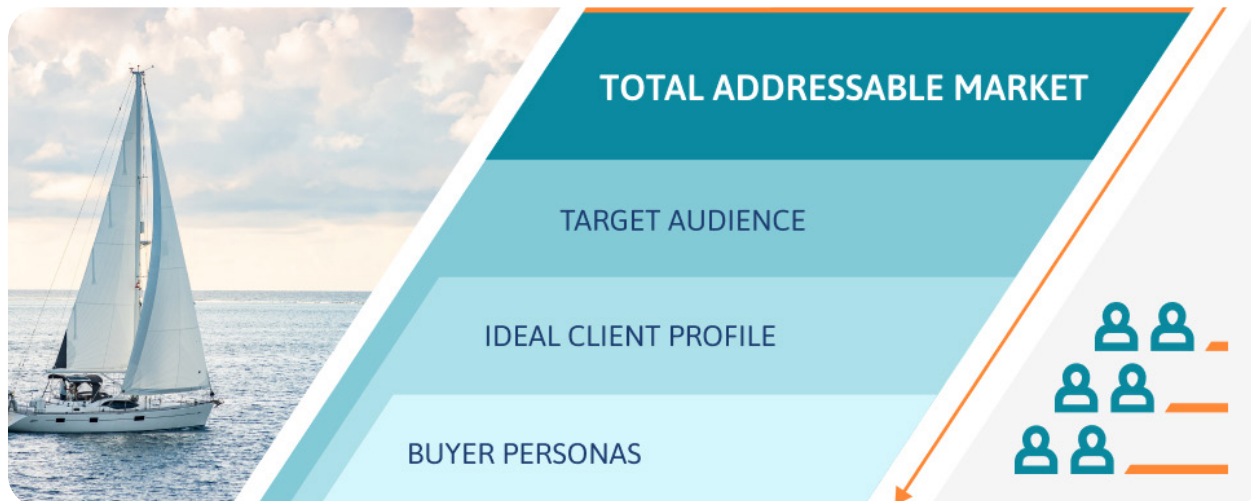 TOTAL ADDRESSABLE MARKET
TARGET AUDIENCE
IDEAL CLIENT PROFILE
BUYER PERSONAS